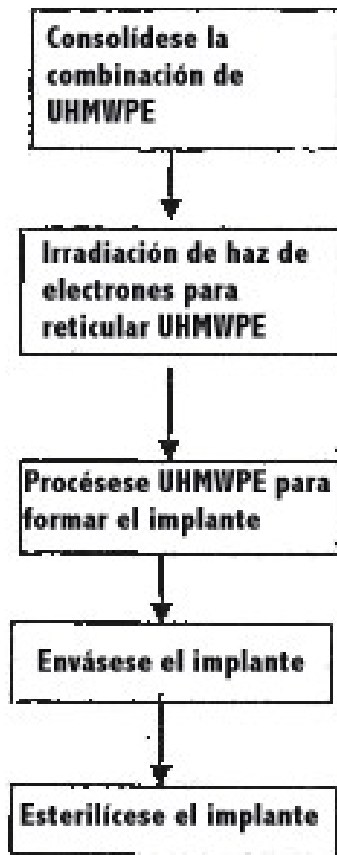 Consolídese la
combinación de
UHMWPE
Irradiación de haz de
electrones para
reticular UHMWPE
Procésese UHMWPE para
formar el implante
Envásese el implante
Esterilícese el implante